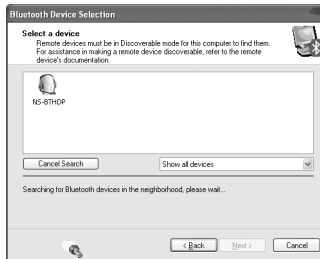 Bluetooth Device Selection
Select a device
Remote devices must be in Discoverable mode for this computer to find them.
For assistance in making a remote device discoverable, refer to the remote
device's documentation.
NS-BTHDP
Cancel Search
Show all devices
Searching for Bluetooth devices in the neighborhood, please wait...
< Back
Next >
Cancel